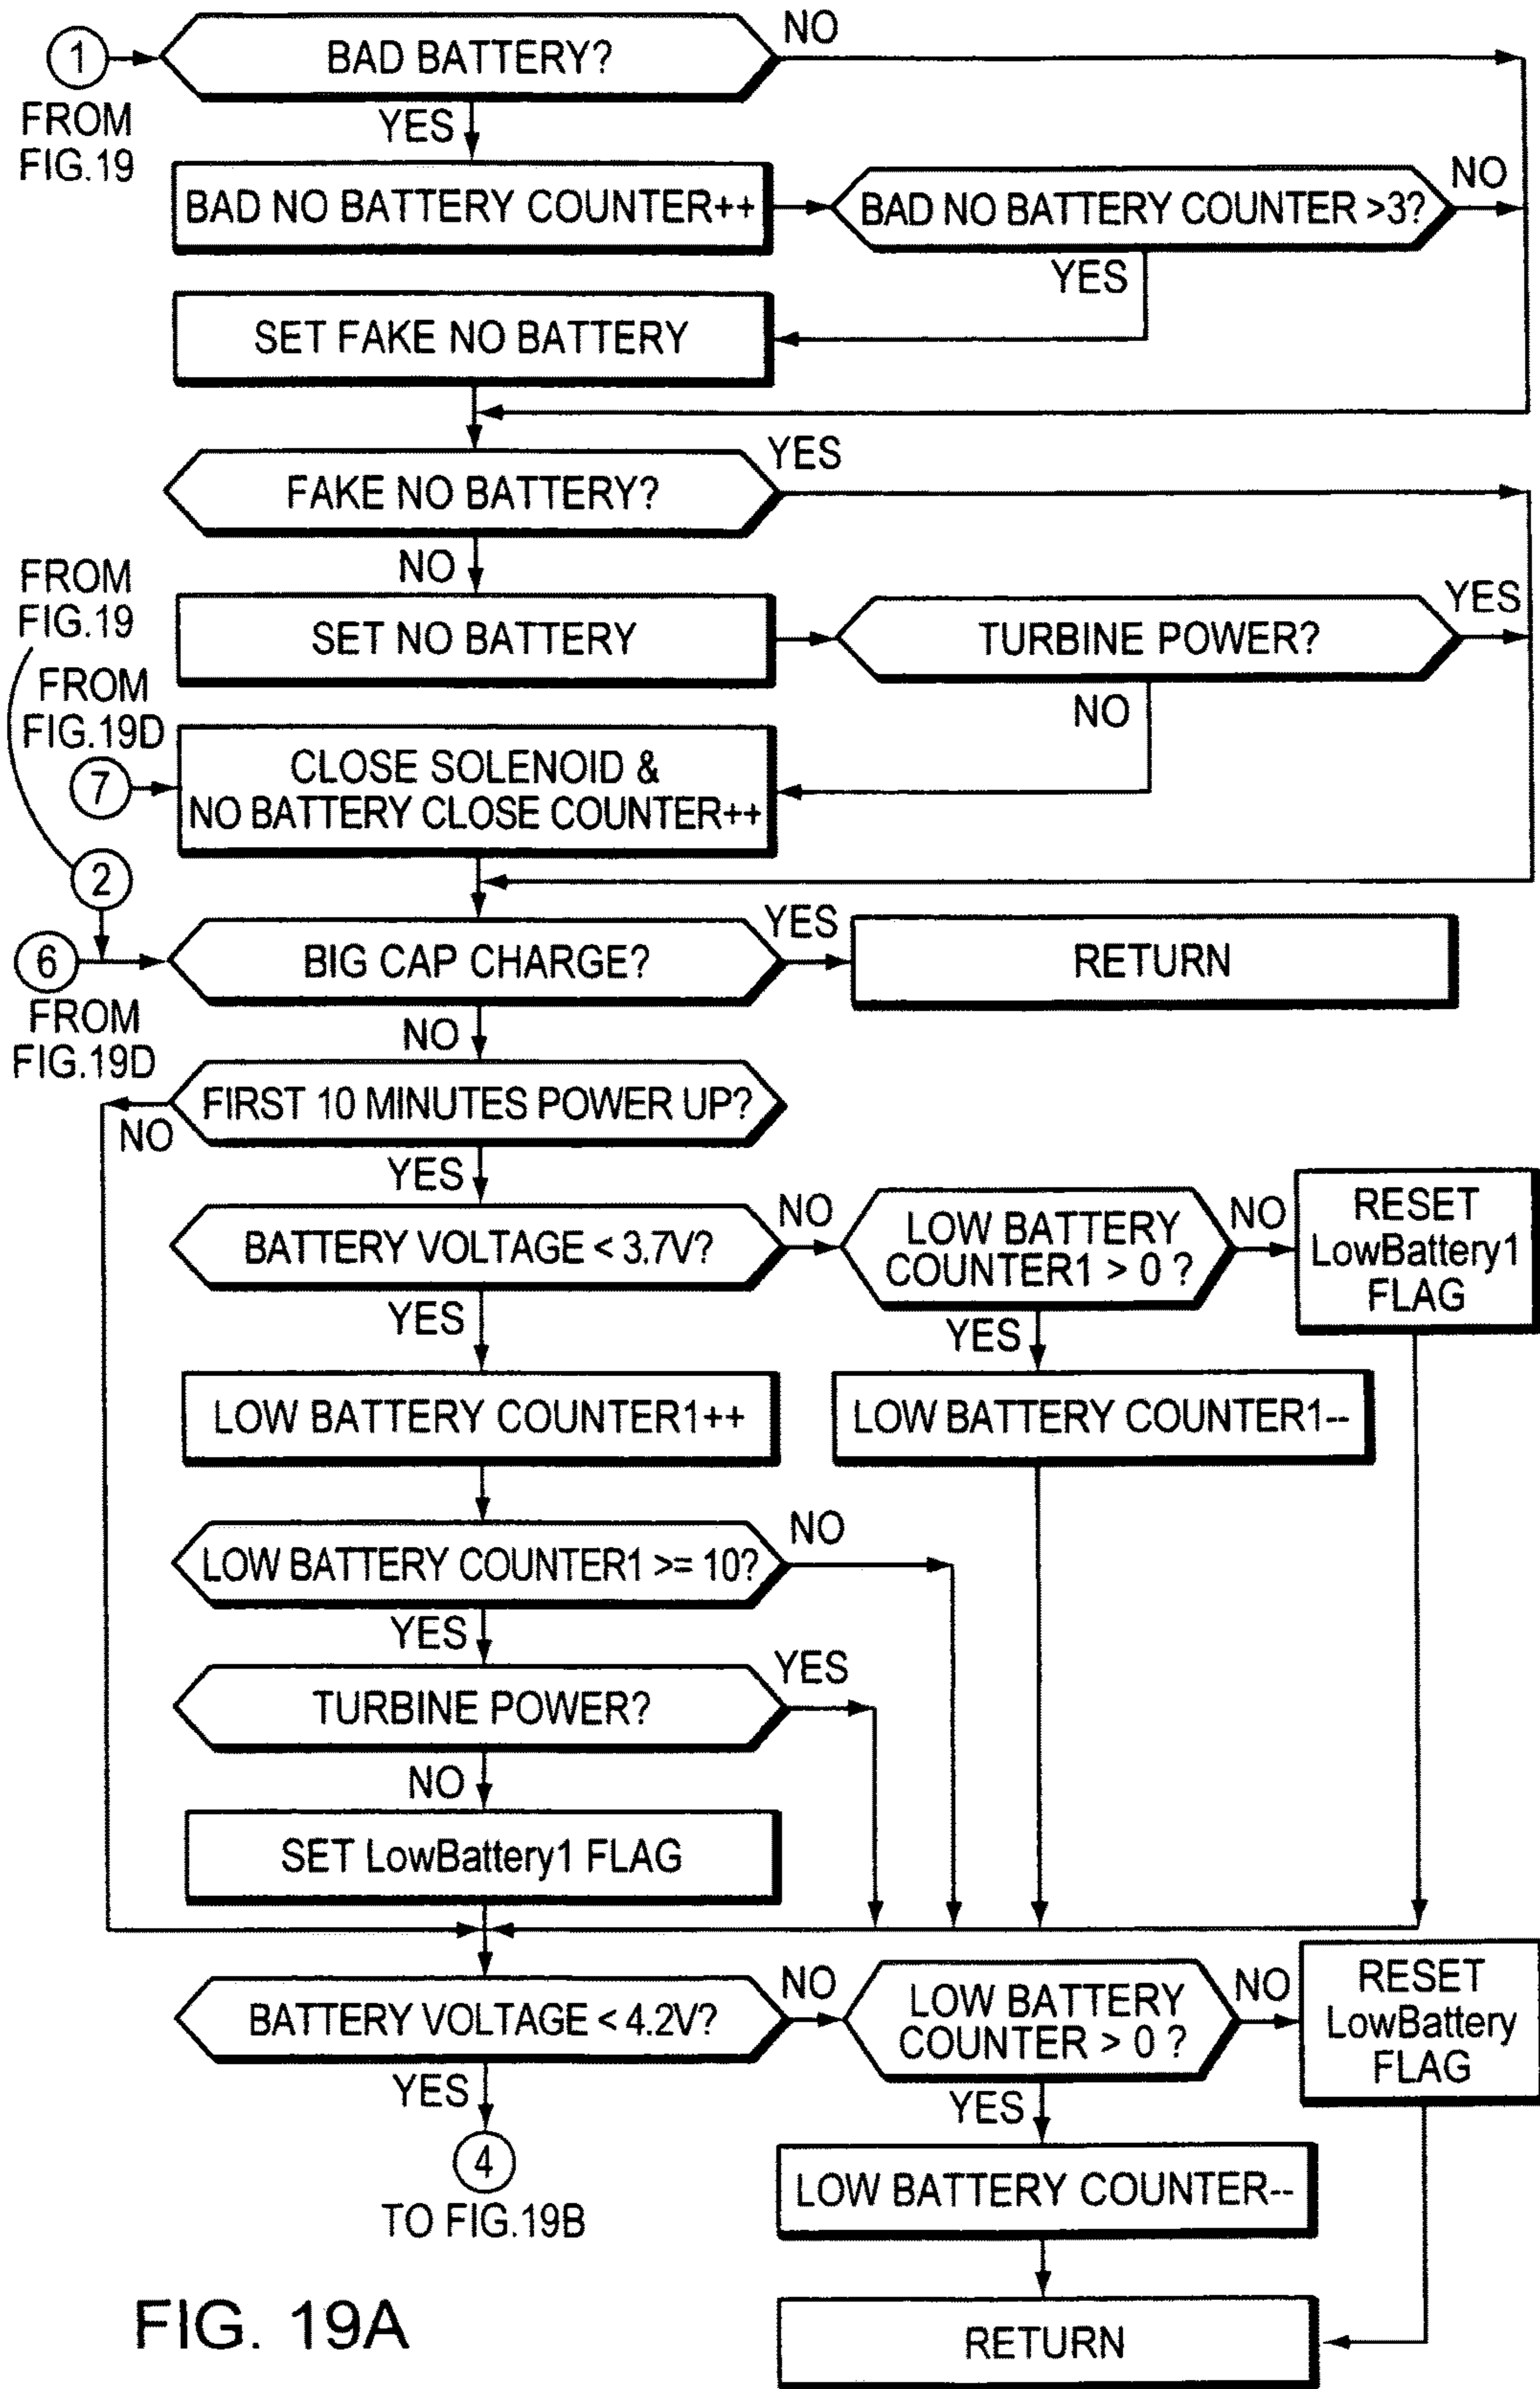 1
BAD BATTERY?
NO
FROM
FIG.19
YES
BAD NO BATTERY COUNTER++
BAD NO BATTERY COUNTER >3?
NO
YES
SET FAKE NO BATTERY
FAKE NO BATTERY?
YES
NO
FROM
FIG.19
SET NO BATTERY
TURBINE POWER?
YES
NO
FROM
FIG.19D
7
CLOSE SOLENOID &
NO BATTERY CLOSE COUNTER++
2
6
FROM
FIG.19D
BIG CAP CHARGE?
YES
RETURN
NO
FIRST 10 MINUTES POWER UP?
NO
YES
BATTERY VOLTAGE < 3.7V?
NO
LOW BATTERY
COUNTER1 > 0 ?
NO
RESET
LowBattery1
FLAG
YES
YES
LOW BATTERY COUNTER1++
LOW BATTERY COUNTER1--
LOW BATTERY COUNTER1 >= 10?
NO
YES
TURBINE POWER?
YES
NO
SET LowBattery1 FLAG
BATTERY VOLTAGE < 4.2V?
NO
LOW BATTERY
COUNTER > 0 ?
NO
RESET
LowBattery
FLAG
YES
YES
4
TO FIG.19B
LOW BATTERY COUNTER--
RETURN
FIG. 19A